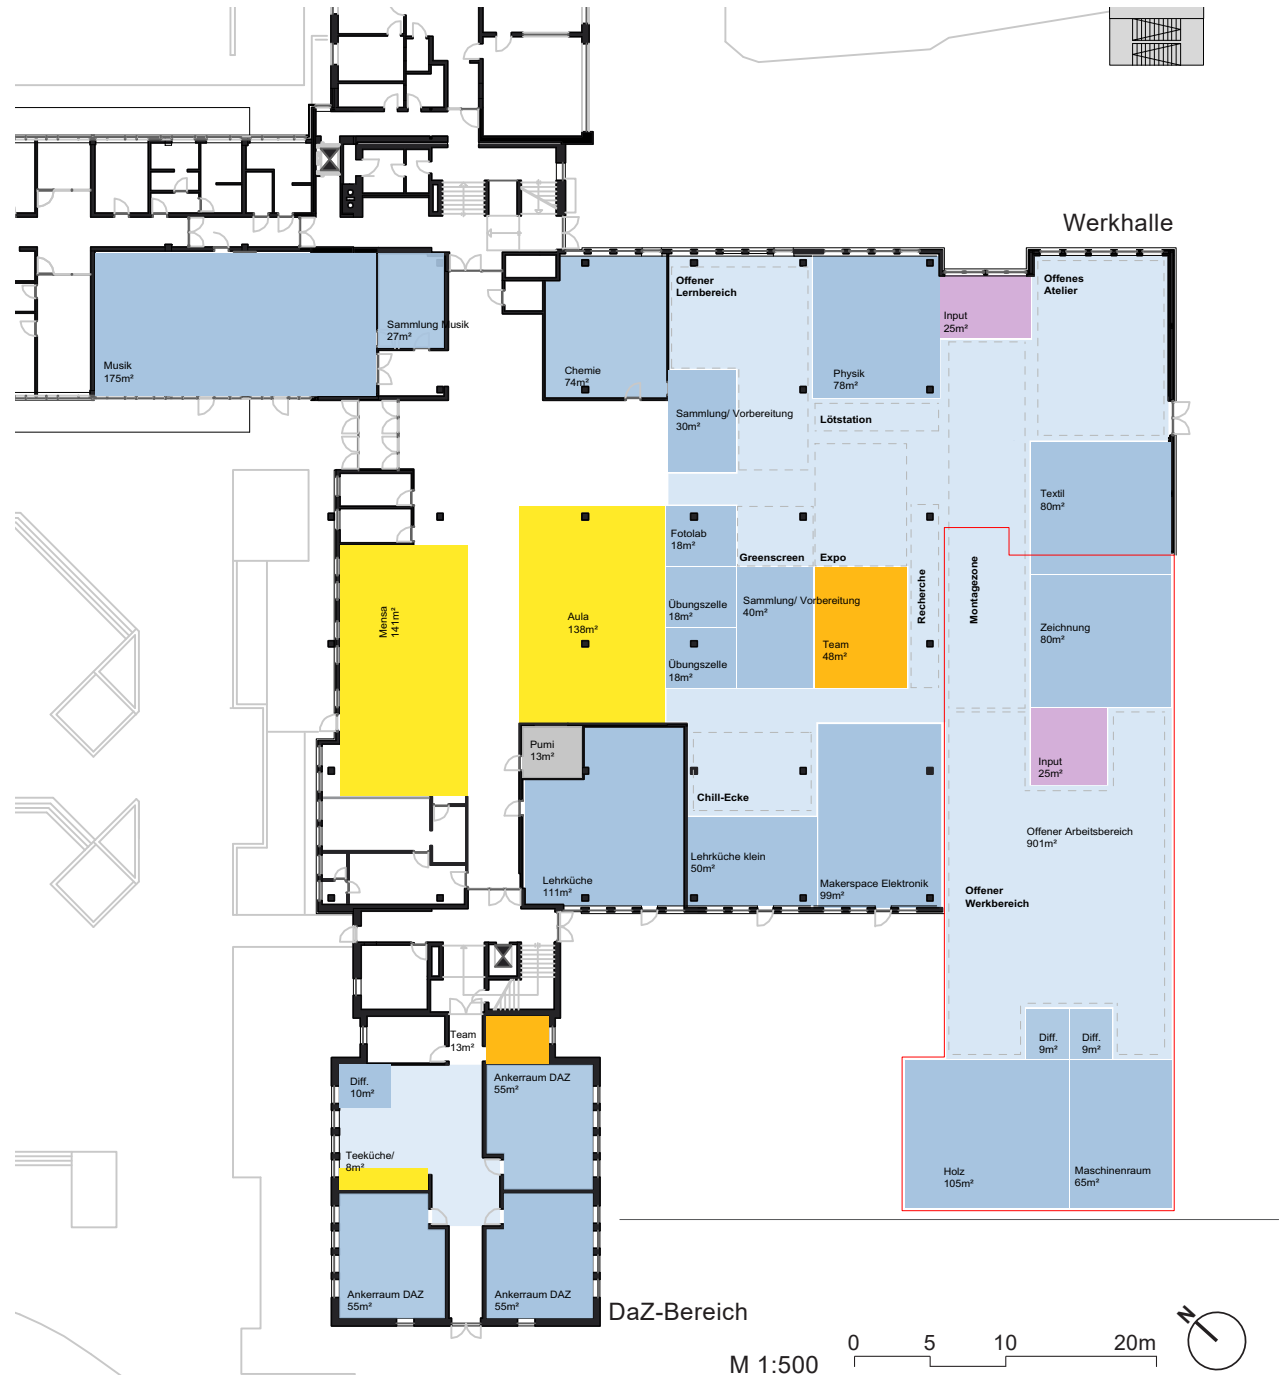 Werkhalle
Offener
Lernbereich
Offenes
Atelier
Sammlung Musik
27m²
Input
25m²
Musik
175m²
Chemie
74m²
Physik
78m²
Sammlung/ Vorbereitung
30m²
Lötstation
Textil
80m²
Fotolab
18m²
Greenscreen
Expo
Recherche
Montagezone
Mensa
141m²
Aula
138m²
Übungszelle
18m²
Sammlung/ Vorbereitung
40m²
Zeichnung
80m²
Team
48m²
Übungszelle
18m²
Pumi
13m²
Input
25m²
Chill-Ecke
Offener Arbeitsbereich
901m²
Lehrküche
111m²
Lehrküche klein
50m²
Makerspace Elektronik
99m²
Offener
Werkbereich
Team
13m²
Diff.
9m²
Diff.
9m²
Diff.
10m²
Ankerraum DAZ
55m²
Teeküche/
8m²
Holz
105m²
Maschinenraum
65m²
Ankerraum DAZ
55m²
Ankerraum DAZ
55m²
DaZ-Bereich
N
0 5 10 20m
M 1:500